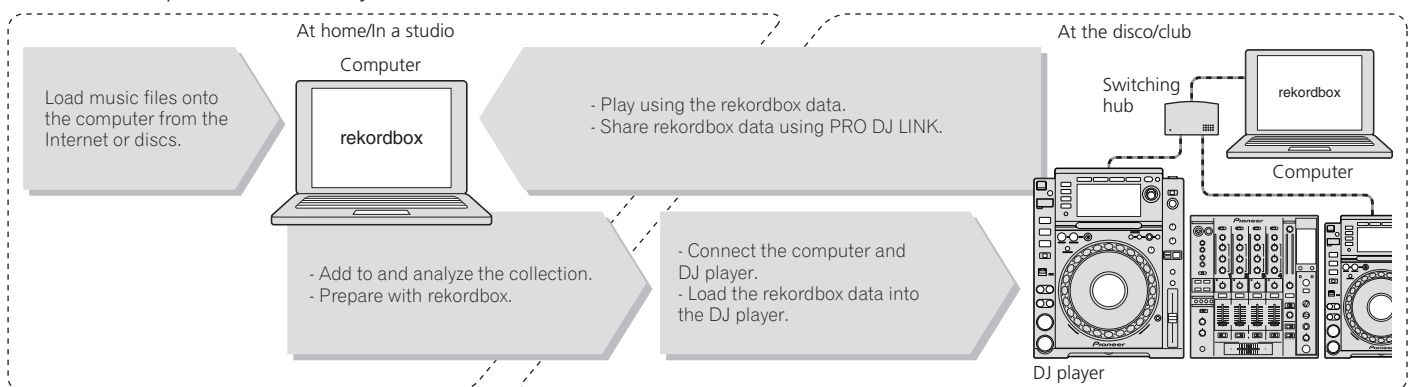 At home/In a studio
Computer
Load music files onto
the computer from the
Internet or discs.
rekordbox
- Play using the rekordbox data.
- Share rekordbox data using PRO DJ LINK.
- Add to and analyze the collection.
- Prepare with rekordbox.
- Connect the computer and
DJ player.
- Load the rekordbox data into
the DJ player.
At the disco/club
Switching
hub
rekordbox
Computer
Pioneer
Pioneer
DJ player